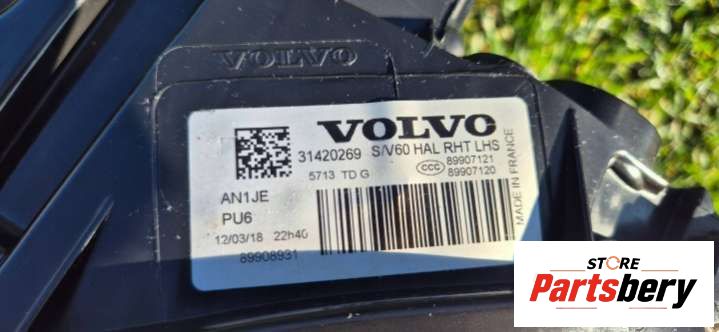 VOLVO
VOLVO
31420269 S/V60 HAL RHT LHS
5713 TD G
CCC
89907121
89907120
MADE IN FRANCE
AN1JE
PU6
12/03/18 22h40
89908931
STORE
Partsbery